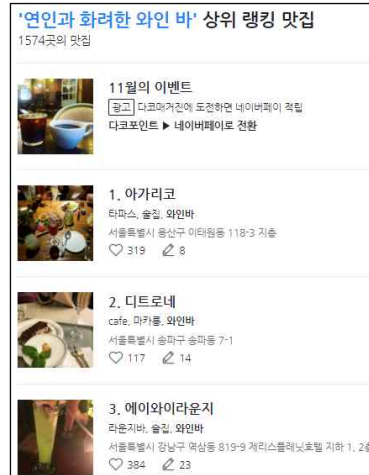 '연인과 화려한 와인 바' 상위 랭킹 맛집
1574곳의 맛집
11월의 이벤트
광고 다코매거진에 도전하면 네이버페이 적립
다코포인트 ▶ 네이버페이로 전환
1. 아가리코
타파스, 술집, 와인바
서울특별시 용산구 이태원동 118-3 지층
319 8
2. 디트로네
cafe, 마카롱, 와인바
서울특별시 송파구 송파동 7-1
117 14
3. 에이와이라운지
라운지바, 술집, 와인바
서울특별시 강남구 역삼동 819-9 제리스플래닛호텔 지하 1, 2층
384 23